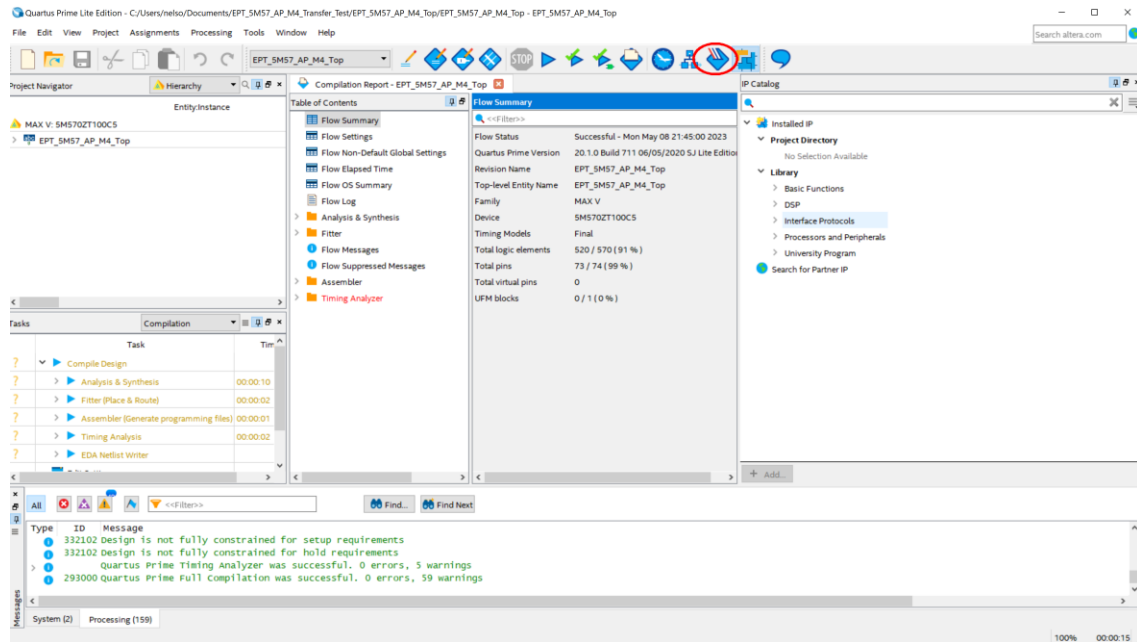 Quartus Prime Lite Edition - C:/Users/nelso/Documents/EPT_5M57_AP_M4_Transfer_Test/EPT_5M57_AP_M4_Top/EPT_5M57_AP_M4_Top - EPT_5M57_AP_M4_Top
File Edit View Project Assignments Processing Tools Window Help
Search altera.com
EPT_5M57_AP_M4_Top
STOP
Project Navigator
Hierarchy
Entity:Instance
MAX V: 5M570ZT100C5
EPT_5M57_AP_M4_Top
Tasks
Compilation
Task Tim
Compile Design
Analysis & Synthesis 00:00:10
Fitter (Place & Route) 00:00:02
Assembler (Generate programming files) 00:00:01
Timing Analysis 00:00:02
EDA Netlist Writer
Compilation Report - EPT_5M57_AP_M4_Top
Table of Contents
Flow Summary
Flow Settings
Flow Non-Default Global Settings
Flow Elapsed Time
Flow OS Summary
Flow Log
Analysis & Synthesis
Fitter
Flow Messages
Flow Suppressed Messages
Assembler
Timing Analyzer
Flow Summary
<<Filter>>
Flow Status Successful - Mon May 08 21:45:00 2023
Quartus Prime Version 20.1.0 Build 711 06/05/2020 SJ Lite Edition
Revision Name EPT_5M57_AP_M4_Top
Top-level Entity Name EPT_5M57_AP_M4_Top
Family MAX V
Device 5M570ZT100C5
Timing Models Final
Total logic elements 520 / 570 ( 91 % )
Total pins 73 / 74 ( 99 % )
Total virtual pins 0
UFM blocks 0 / 1 ( 0 % )
IP Catalog
Installed IP
Project Directory
No Selection Available
Library
Basic Functions
DSP
Interface Protocols
Processors and Peripherals
University Program
Search for Partner IP
+ Add...
All
<<Filter>>
Find...
Find Next
Type ID Message
332102 Design is not fully constrained for setup requirements
332102 Design is not fully constrained for hold requirements
Quartus Prime Timing Analyzer was successful. 0 errors, 5 warnings
293000 Quartus Prime Full Compilation was successful. 0 errors, 59 warnings
Messages
System (2) Processing (159)
100% 00:00:15